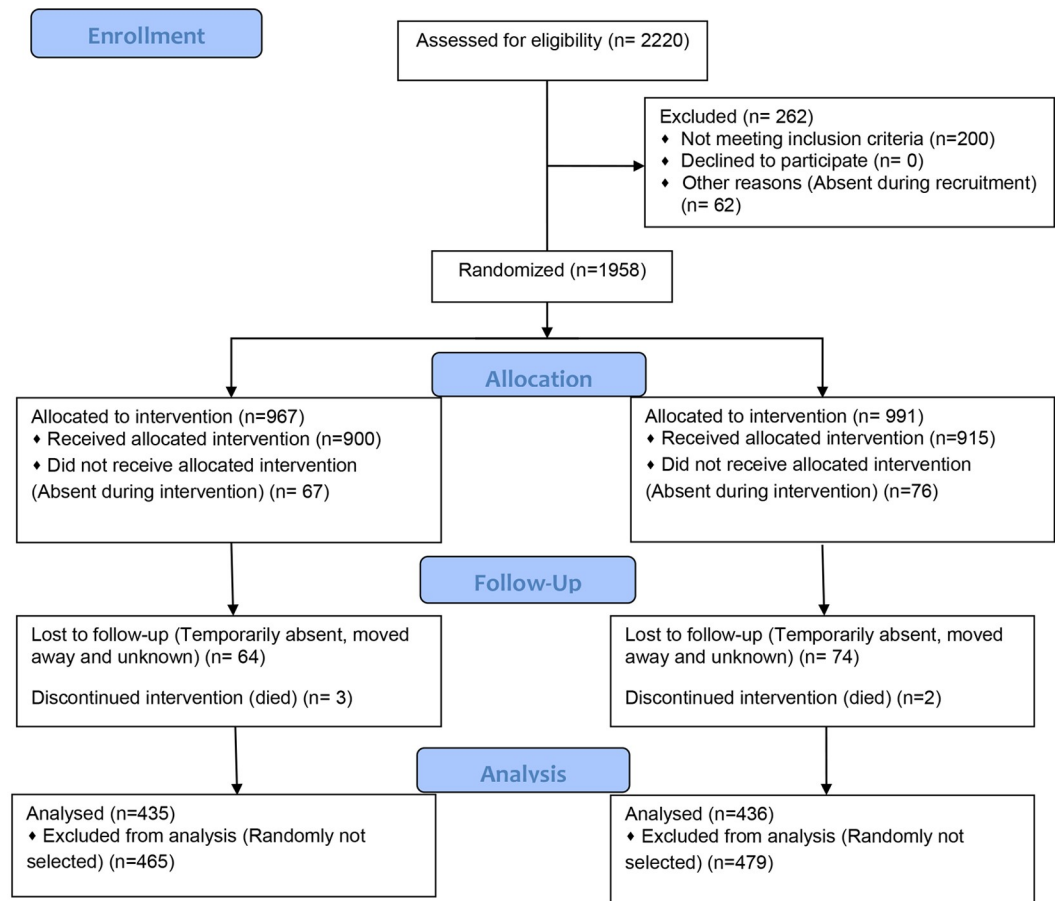 Enrollment
Assessed for eligibility (n= 2220)
Excluded (n= 262)
♦ Not meeting inclusion criteria (n=200)
♦ Declined to participate (n= 0)
♦ Other reasons (Absent during recruitment)
(n= 62)
Randomized (n=1958)
Allocation
Allocated to intervention (n=967)
♦ Received allocated intervention (n=900)
♦ Did not receive allocated intervention
(Absent during intervention) (n= 67)
Allocated to intervention (n= 991)
♦ Received allocated intervention (n=915)
♦ Did not receive allocated intervention
(Absent during intervention) (n=76)
Follow-Up
Lost to follow-up (Temporarily absent, moved
away and unknown) (n= 64)
Discontinued intervention (died) (n= 3)
Lost to follow-up (Temporarily absent, moved
away and unknown) (n= 74)
Discontinued intervention (died) (n=2)
Analysis
Analysed (n=435)
♦ Excluded from analysis (Randomly not
selected) (n=465)
Analysed (n=436)
♦ Excluded from analysis (Randomly not
selected) (n=479)